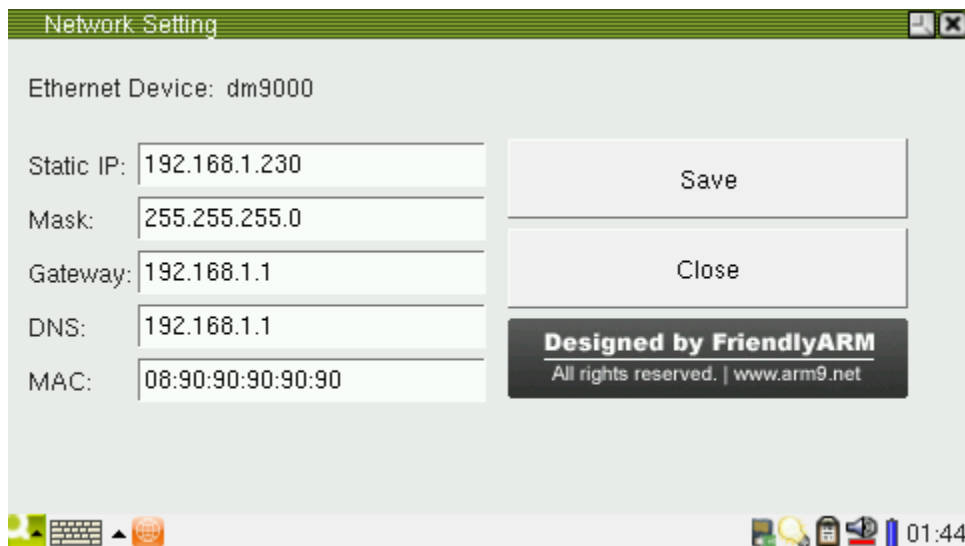 Network Setting
Ethernet Device: dm9000
Static IP: 192.168.1.230
Mask: 255.255.255.0
Gateway: 192.168.1.1
DNS: 192.168.1.1
MAC: 08:90:90:90:90:90
Save
Close
Designed by FriendlyARM
All rights reserved. | www.arm9.net
01:44